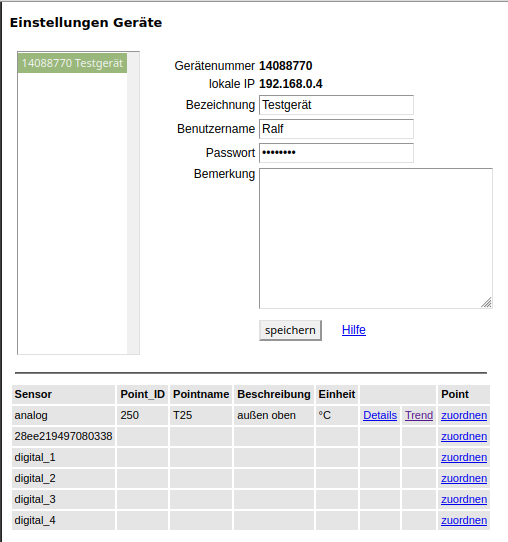 Einstellungen Geräte
14088770 Testgerät
Gerätenummer 14088770
lokale IP 192.168.0.4
Bezeichnung Testgerät
Benutzername Ralf
Passwort ••••••••
Bemerkung
speichern Hilfe
Sensor Point_ID Pointname Beschreibung Einheit Point
analog 250 T25 außen oben °C Details Trend zuordnen
28ee219497080338 zuordnen
digital_1 zuordnen
digital_2 zuordnen
digital_3 zuordnen
digital_4 zuordnen